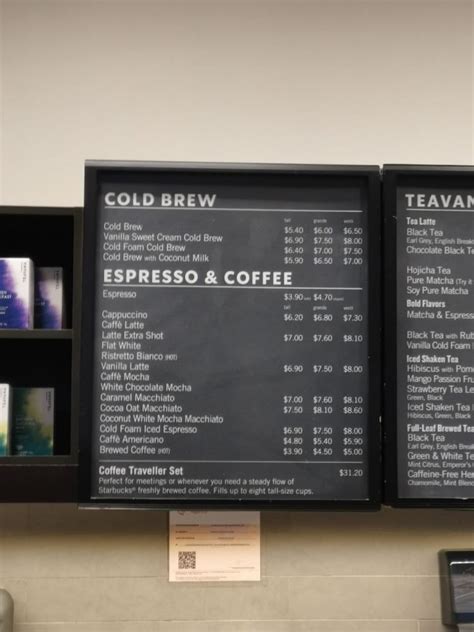 COLD BREW tall grande venti
Cold Brew $5.40 $6.00 $6.50
Vanilla Sweet Cream Cold Brew $6.90 $7.50 $8.00
Cold Foam Cold Brew $6.40 $7.00 $7.50
Cold Brew with Coconut Milk $5.90 $6.50 $7.00
ESPRESSO & COFFEE tall grande venti
Espresso $3.90 $4.70
Cappuccino $6.20 $6.80 $7.30
Caffè Latte
Latte Extra Shot $7.00 $7.60 $8.10
Flat White
Ristretto Bianco (HOT)
Vanilla Latte $6.90 $7.50 $8.00
Caffè Mocha
White Chocolate Mocha
Caramel Macchiato $7.00 $7.60 $8.10
Cocoa Oat Macchiato $7.50 $8.10 $8.60
Coconut White Mocha Macchiato
Cold Foam Iced Espresso $6.90 $7.50 $8.00
Caffè Americano $4.80 $5.40 $5.90
Brewed Coffee (HOT) $3.90 $4.50 $5.00
Coffee Traveller Set $31.20
Perfect for meetings or whenever you need a steady flow of
Starbucks® freshly brewed coffee. Fills up to eight tall-size cups.
TEAVAN
Tea Latte
Black Tea
Earl Grey, English Breakf
Chocolate Black Te
Hojicha Tea
Pure Matcha (Try it
Soy Pure Matcha
Bold Flavors
Matcha & Espress
Black Tea with Rub
Vanilla Cold Foam
Iced Shaken Tea
Hibiscus with Pom
Mango Passion Fru
Strawberry Green Tea
Green, Black
Iced Shaken Tea
Hibiscus, Green, Black
Full-Leaf Brewed Tea
Black Tea
Earl Grey, English Break
Green & White Te
Mint Citrus, Emperor's
Caffeine-Free Her
Chamomile, Mint Blend